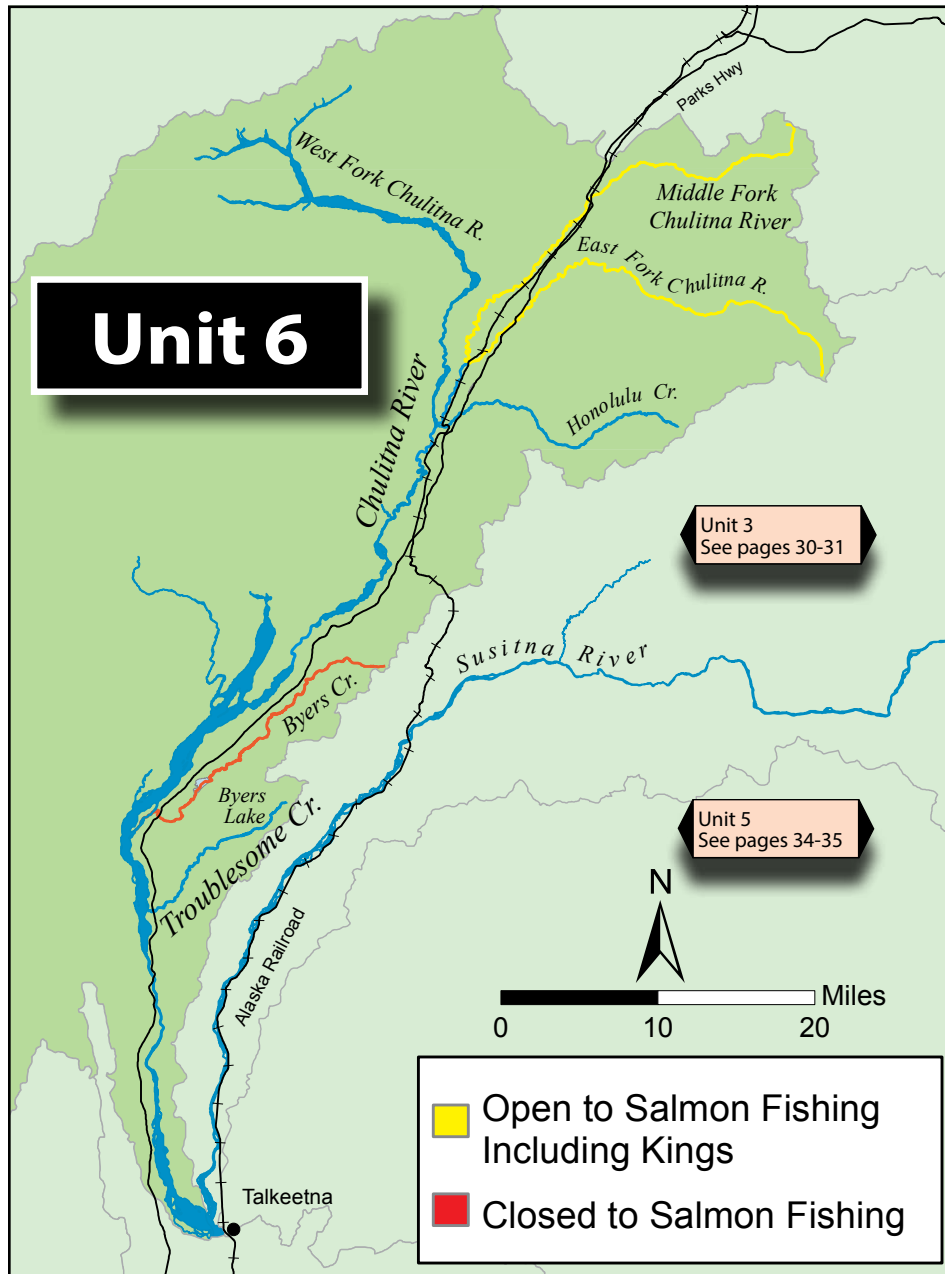 Parks Hwy
West Fork Chulitna R.
Middle Fork
Chulitna River
East Fork Chulitna R.
Unit 6
Chulitna River
Honolulu Cr.
Unit 3
See pages 30-31
Susitna River
Byers Cr.
Byers
Lake
Troublesome Cr.
Unit 5
See pages 34-35
N
Alaska Railroad
Miles
0 10 20
Open to Salmon Fishing
Including Kings
Closed to Salmon Fishing
Talkeetna